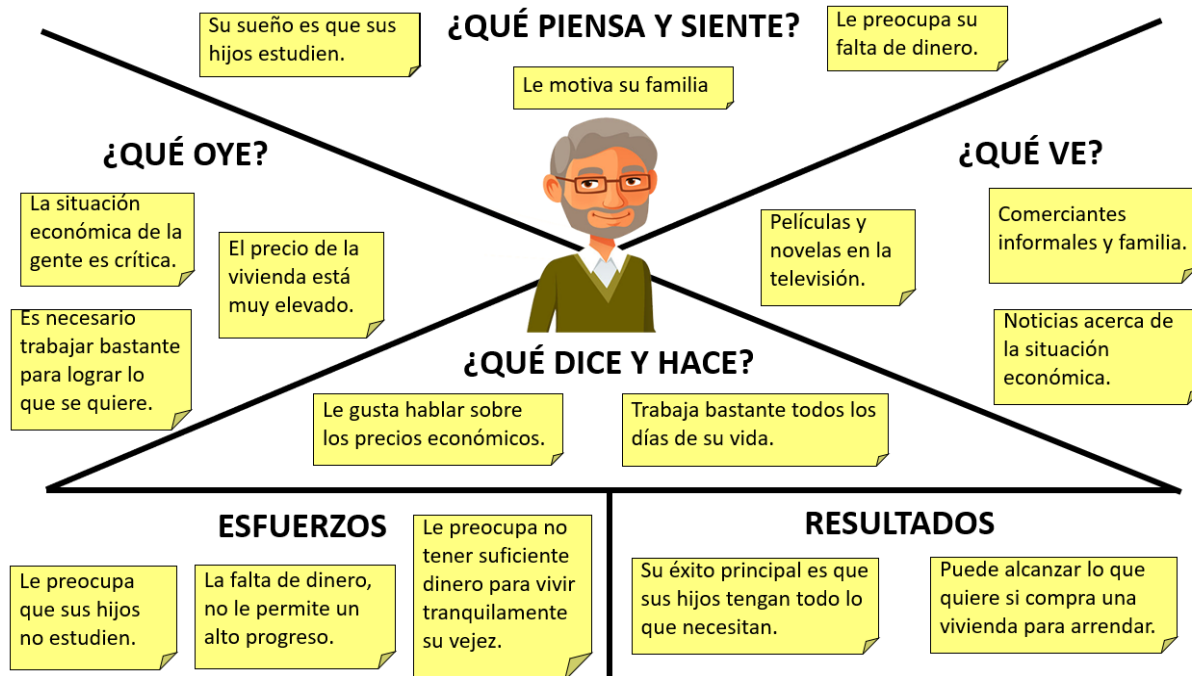 ¿QUÉ PIENSA Y SIENTE?
Su sueño es que sus
hijos estudien.
Le motiva su familia
Le preocupa su
falta de dinero.
¿QUÉ OYE?
La situación
económica de la
gente es crítica.
El precio de la
vivienda está
muy elevado.
Es necesario
trabajar bastante
para lograr lo
que se quiere.
¿QUÉ VE?
Películas y
novelas en la
televisión.
Comerciantes
informales y familia.
Noticias acerca de
la situación
económica.
¿QUÉ DICE Y HACE?
Le gusta hablar sobre
los precios económicos.
Trabaja bastante todos los
días de su vida.
ESFUERZOS
Le preocupa
que sus hijos
no estudien.
La falta de dinero,
no le permite un
alto progreso.
Le preocupa no
tener suficiente
dinero para vivir
tranquilamente
su vejez.
RESULTADOS
Su éxito principal es que
sus hijos tengan todo lo
que necesitan.
Puede alcanzar lo que
quiere si compra una
vivienda para arrendar.